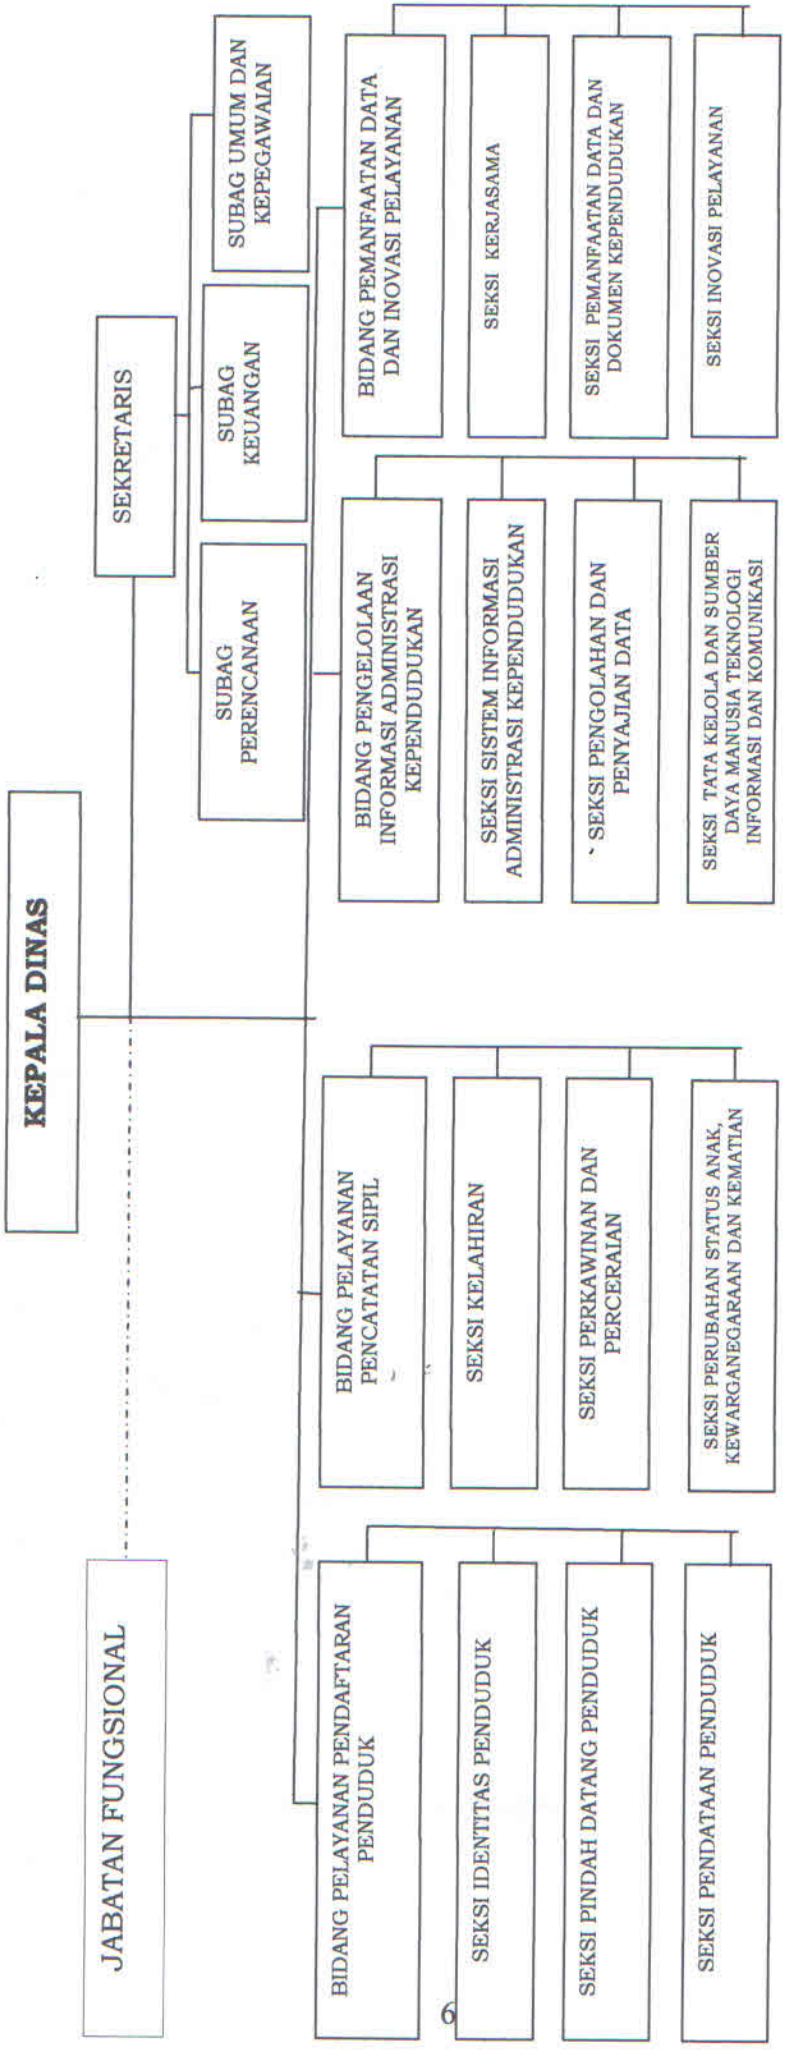 KEPALA DINAS
JABATAN FUNGSIONAL
SEKRETARIS
SUBAG
PERENCANAAN
SUBAG
KEUANGAN
SUBAG UMUM DAN
KEPEGAWAIAN
BIDANG PELAYANAN PENDAFTARAN
PENDUDUK
SEKSI IDENTITAS PENDUDUK
SEKSI PINDAH DATANG PENDUDUK
SEKSI PENDATAAN PENDUDUK
BIDANG PELAYANAN
PENCATATAN SIPIL
SEKSI KELAHIRAN
SEKSI PERKAWINAN DAN
PERCERAIAN
SEKSI PERUBAHAN STATUS ANAK,
KEWARGANEGARAAN DAN KEMATIAN
BIDANG PENGELOLAAN
INFORMASI ADMINISTRASI
KEPENDUDUKAN
SEKSI SISTEM INFORMASI
ADMINISTRASI KEPENDUDUKAN
SEKSI PENGOLAHAN DAN
PENYAJIAN DATA
SEKSI TATA KELOLA DAN SUMBER
DAYA MANUSIA TEKNOLOGI
INFORMASI DAN KOMUNIKASI
BIDANG PEMANFAATAN DATA
DAN INOVASI PELAYANAN
SEKSI KERJASAMA
SEKSI PEMANFAATAN DATA DAN
DOKUMEN KEPENDUDUKAN
SEKSI INOVASI PELAYANAN
6